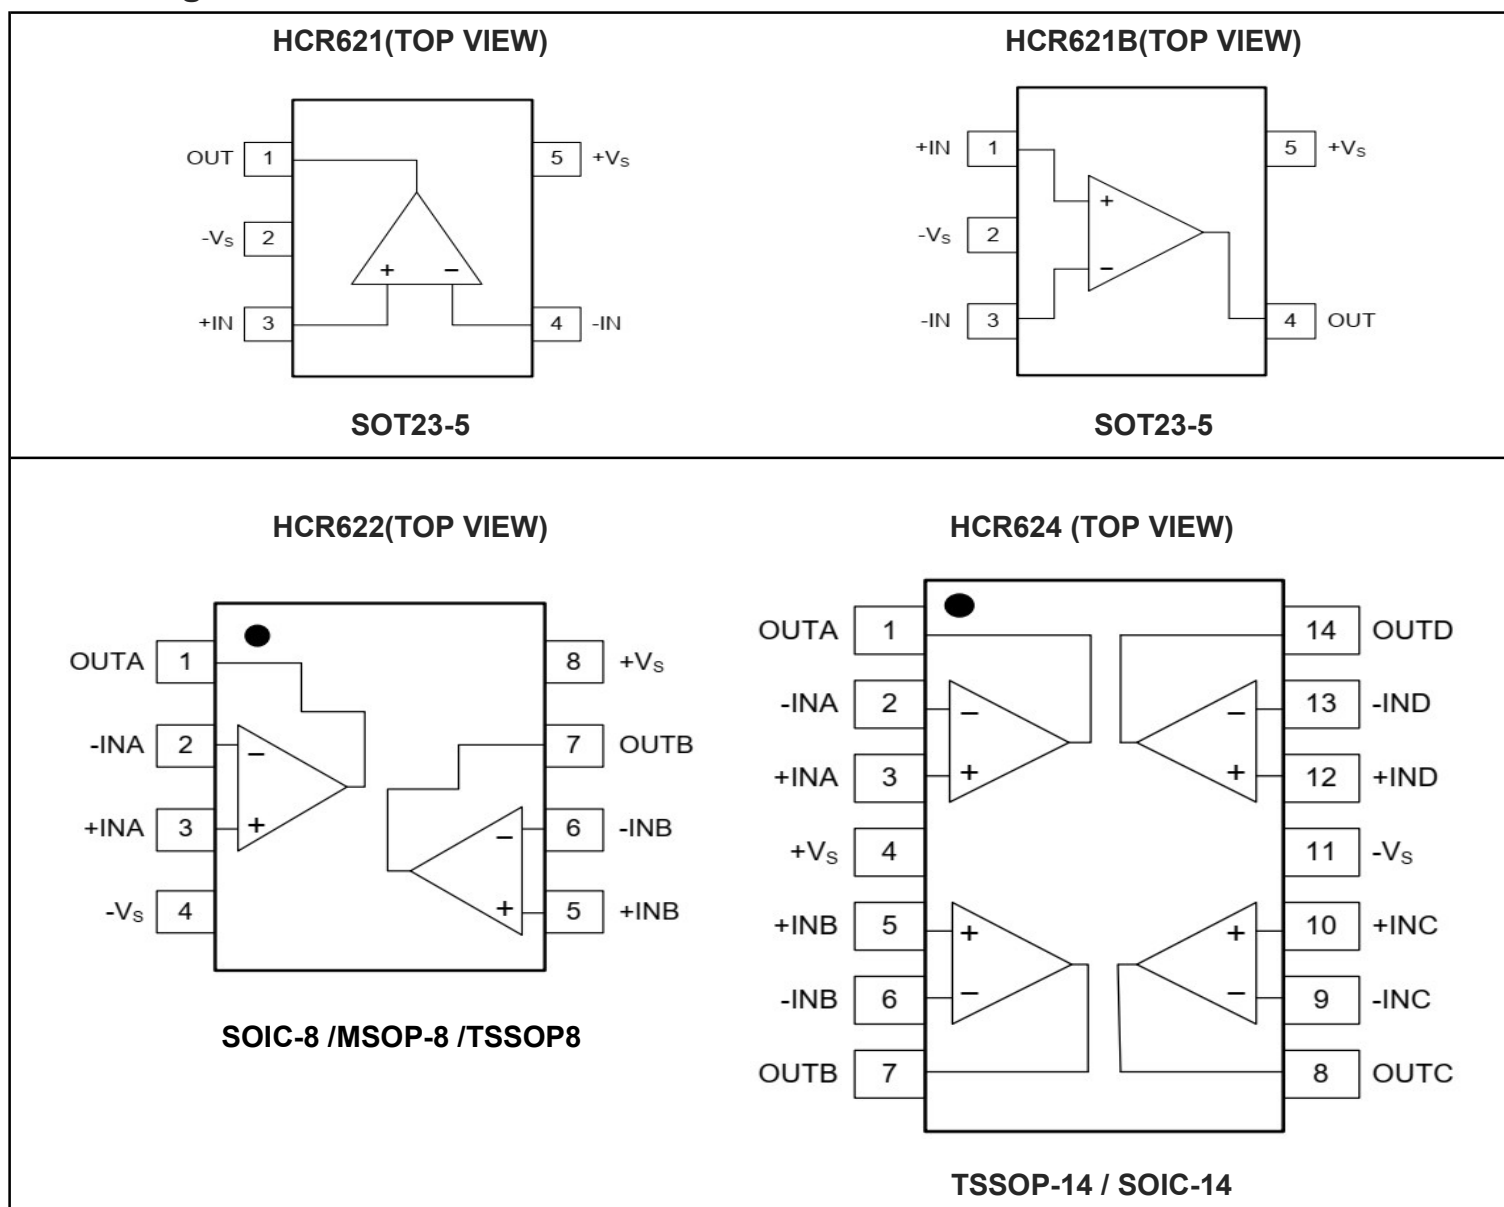 HCR621(TOP VIEW)
OUT 1 5 +VS
-VS 2
+ −
+IN 3 4 -IN
SOT23-5
HCR621B(TOP VIEW)
+IN 1 5 +VS
+
-VS 2
−
-IN 3 4 OUT
SOT23-5
HCR622(TOP VIEW)
OUTA 1 8 +VS
-INA 2 − 7 OUTB
+INA 3 + − 6 -INB
-VS 4 + 5 +INB
SOIC-8 /MSOP-8 /TSSOP8
HCR624 (TOP VIEW)
OUTA 1 14 OUTD
-INA 2 − − 13 -IND
+INA 3 + + 12 +IND
+VS 4 11 -VS
+INB 5 + + 10 +INC
-INB 6 − − 9 -INC
OUTB 7 8 OUTC
TSSOP-14 / SOIC-14